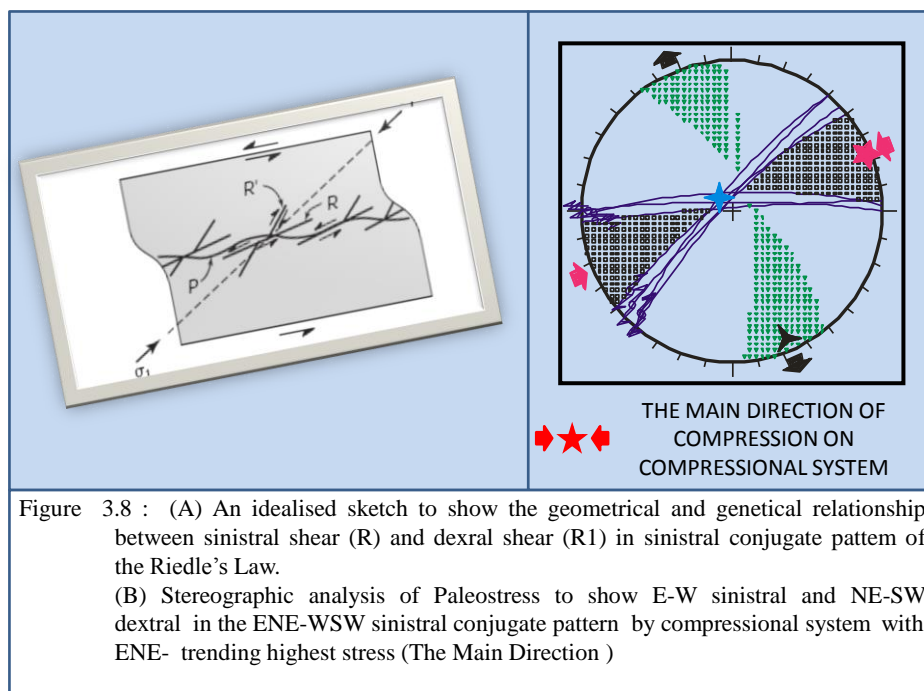 R'
R
P
σ₁
THE MAIN DIRECTION OF
COMPRESSION ON
COMPRESSIONAL SYSTEM
Figure 3.8 : (A) An idealised sketch to show the geometrical and genetical relationship
between sinistral shear (R) and dexral shear (R1) in sinistral conjugate pattem of
the Riedle's Law.
(B) Stereographic analysis of Paleostress to show E-W sinistral and NE-SW
dextral in the ENE-WSW sinistral conjugate pattern by compressional system with
ENE- trending highest stress (The Main Direction )